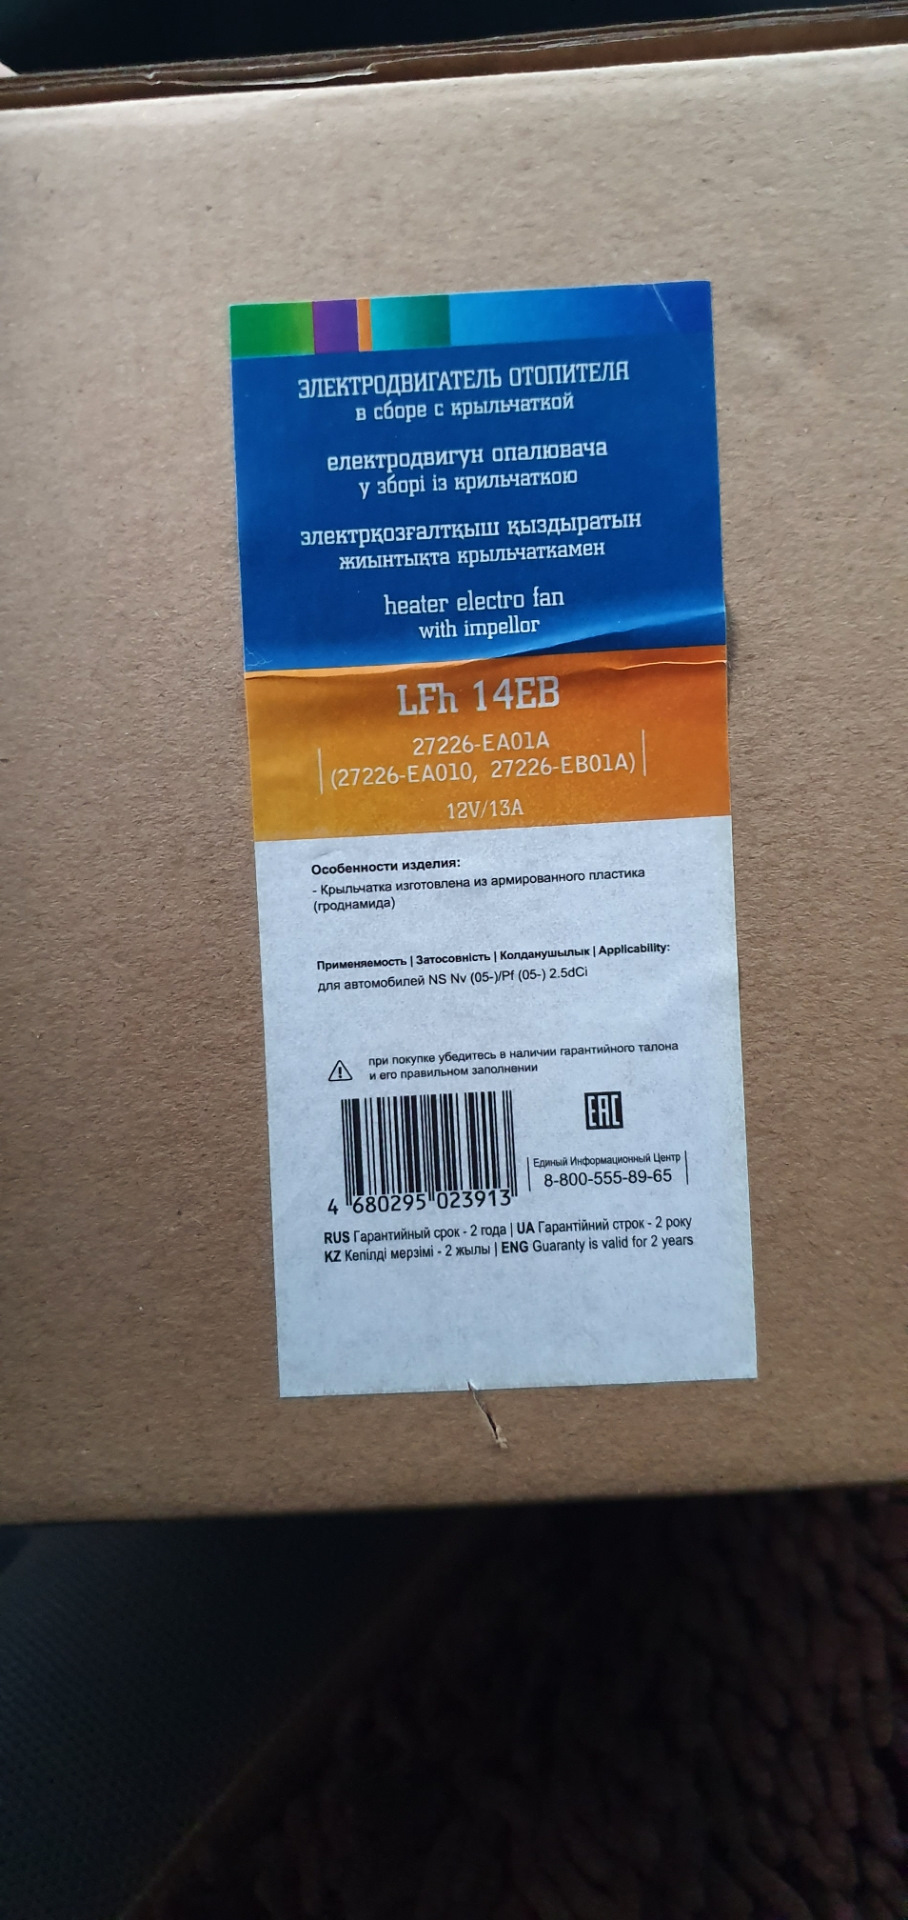 ЭЛЕКТРОДВИГАТЕЛЬ ОТОПИТЕЛЯ
в сборе с крыльчаткой
електродвигун опалювача
у зборі із крильчаткою
электрқозғалтқыш қыздыратын
жиынтықта крыльчаткамен
heater electro fan
with impellor
LFh 14EB
27226-EA01A
(27226-EA010, 27226-EB01A)
12V/13A
Особенности изделия:
- Крыльчатка изготовлена из армированного пластика
(гроднамида)
Применяемость | Затосовність | Колданушылык | Applicability:
для автомобилей NS Nv (05-)/Pf (05-) 2.5dCi
при покупке убедитесь в наличии гарантийного талона
и его правильном заполнении
EAC
Единый Информационный Центр
8-800-555-89-65
4 680295 023913
RUS Гарантийный срок - 2 года | UA Гарантійний строк - 2 року
KZ Кепілді мерзімі - 2 жылы | ENG Guaranty is valid for 2 years